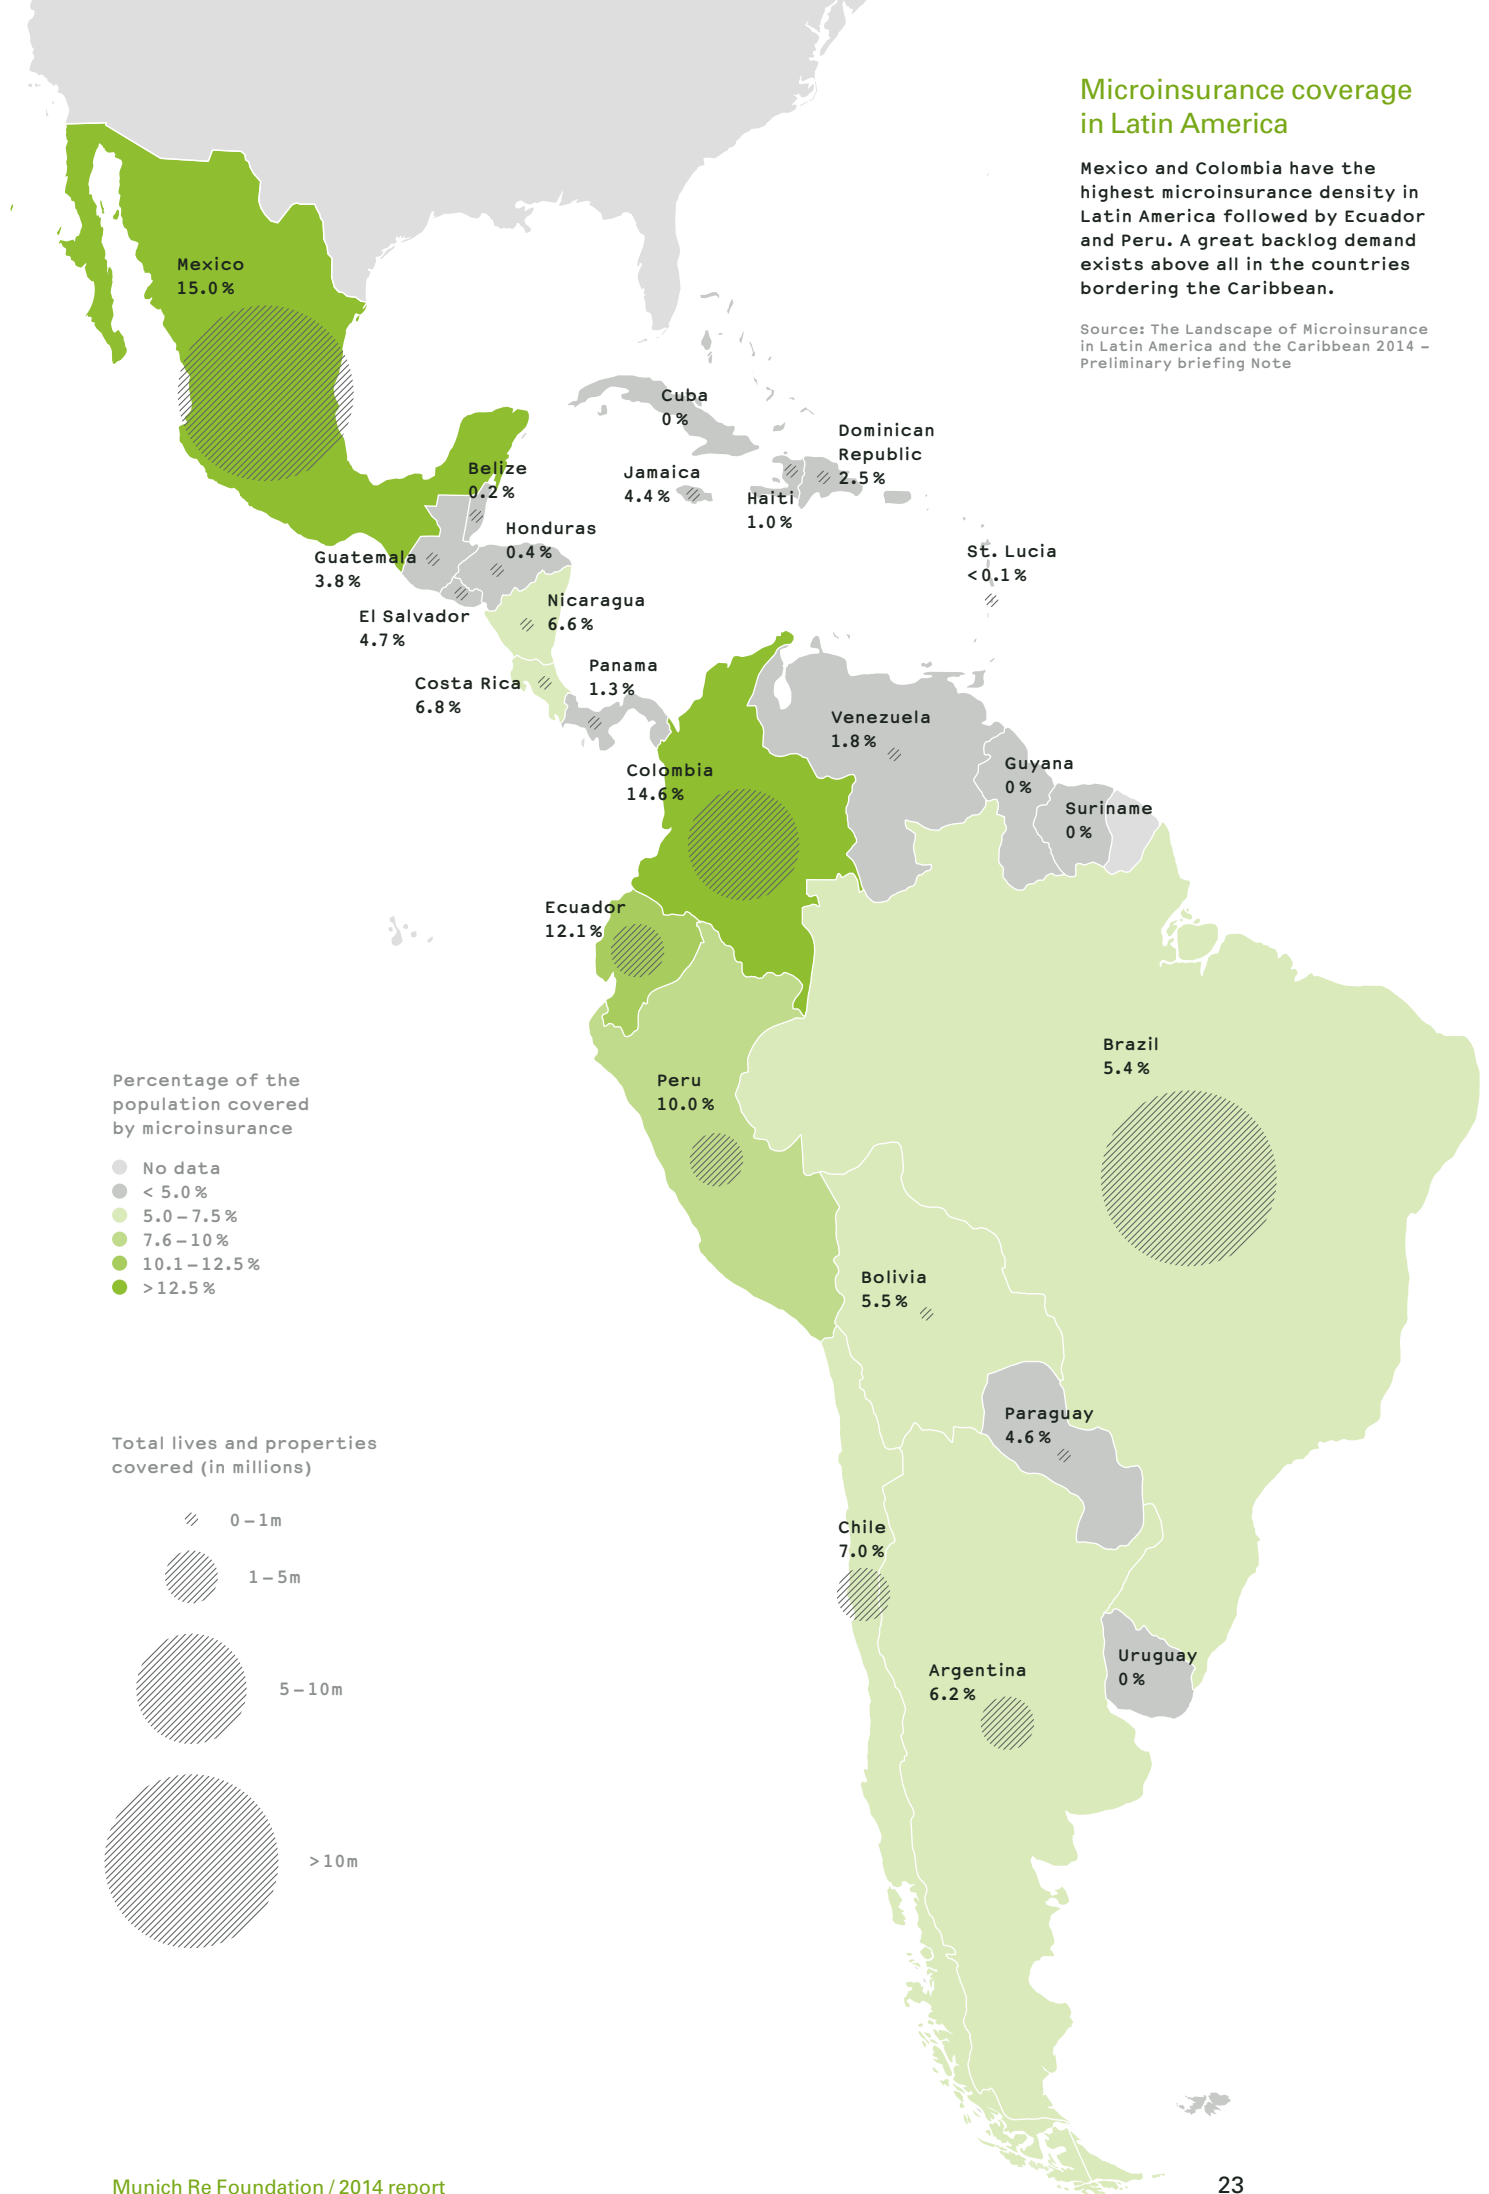 Microinsurance coverage
in Latin America
Mexico and Colombia have the
highest microinsurance density in
Latin America followed by Ecuador
and Peru. A great backlog demand
exists above all in the countries
bordering the Caribbean.
Source: The Landscape of Microinsurance
in Latin America and the Caribbean 2014 –
Preliminary briefing Note
Mexico
15.0 %
Cuba
0 %
Dominican
Republic
2.5 %
Belize
0.2 %
Jamaica
4.4 %
Haiti
1.0 %
Honduras
0.4 %
Guatemala
3.8 %
St. Lucia
<0.1 %
El Salvador
4.7 %
Nicaragua
6.6 %
Costa Rica
6.8 %
Panama
1.3 %
Venezuela
1.8 %
Guyana
0 %
Suriname
0 %
Colombia
14.6 %
Ecuador
12.1 %
Brazil
5.4 %
Peru
10.0 %
Percentage of the
population covered
by microinsurance
No data
< 5.0 %
5.0 – 7.5 %
7.6 – 10 %
10.1 – 12.5 %
> 12.5 %
Bolivia
5.5 %
Paraguay
4.6 %
Total lives and properties
covered (in millions)
0 – 1m
1 – 5m
5 – 10m
> 10m
Chile
7.0 %
Uruguay
0 %
Argentina
6.2 %
Munich Re Foundation / 2014 report
23